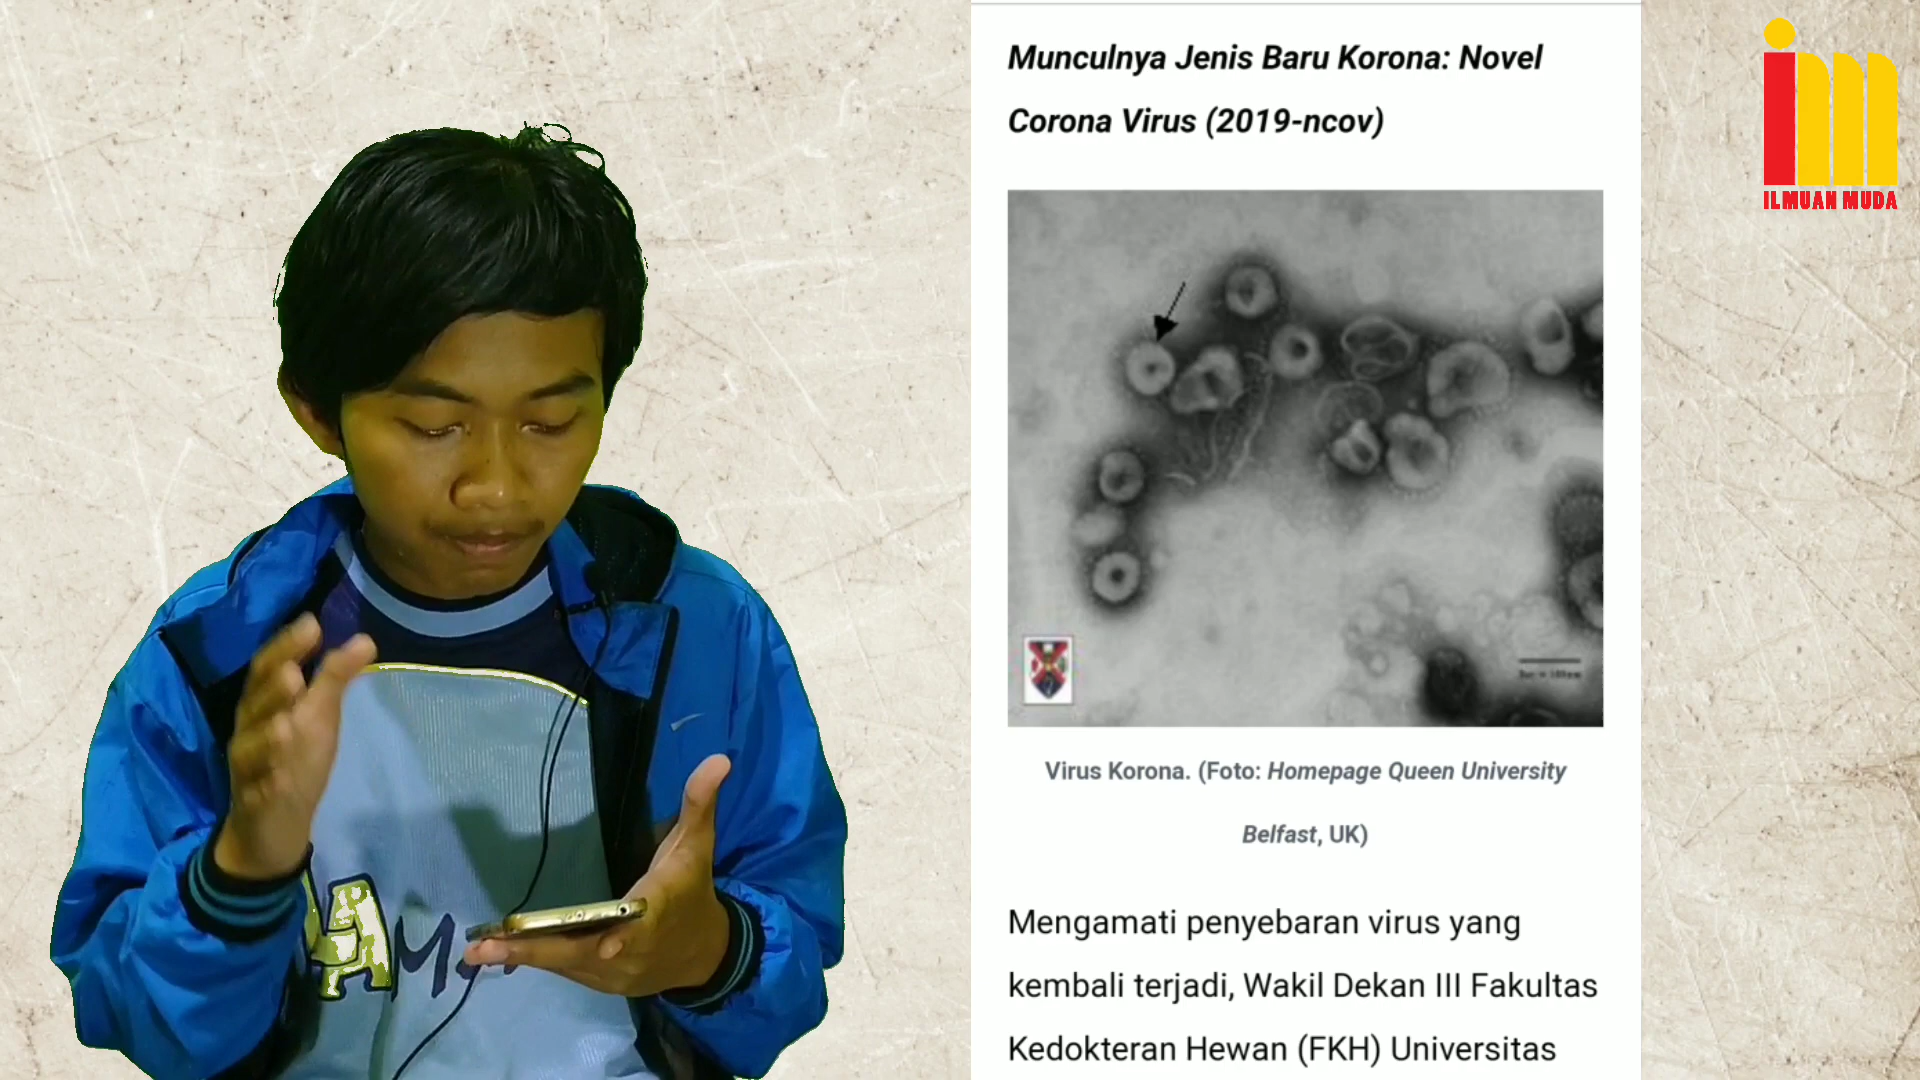 Munculnya Jenis Baru Korona: Novel
Corona Virus (2019-ncov)
ILMUAN MUDA
Virus Korona. (Foto: Homepage Queen University
Belfast, UK)
Mengamati penyebaran virus yang
kembali terjadi, Wakil Dekan III Fakultas
Kedokteran Hewan (FKH) Universitas